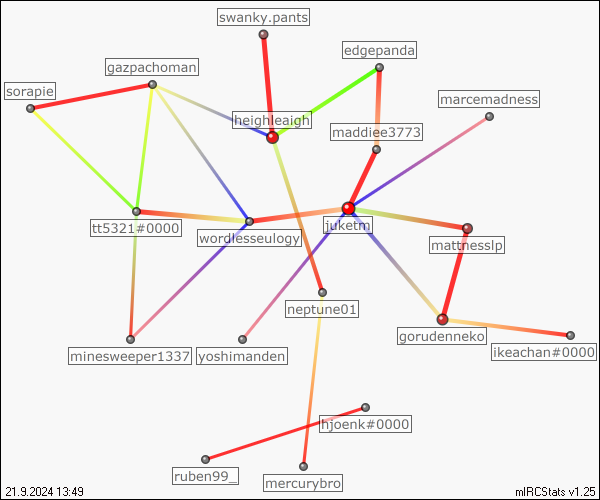 swanky.pants
edgepanda
gazpachoman
sorapie
marcemadness
heighleaigh
maddiee3773
tt5321#0000
wordlesseulogy
juketm
mattnesslp
neptune01
gorudenneko
minesweeper1337
yoshimanden
ikeachan#0000
hjoenk#0000
ruben99_
mercurybro
21.9.2024 13:49
mIRCStats v1.25